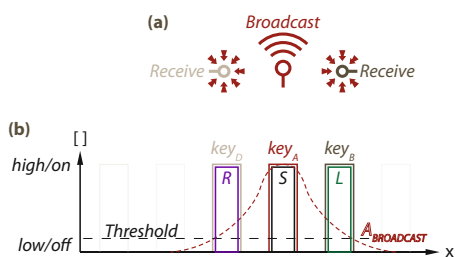 (a)
Broadcast
Receive
Receive
(b)
[ ]
high/on
key_D
key_A
key_B
R
S
L
Threshold
A_BROADCAST
low/off
x